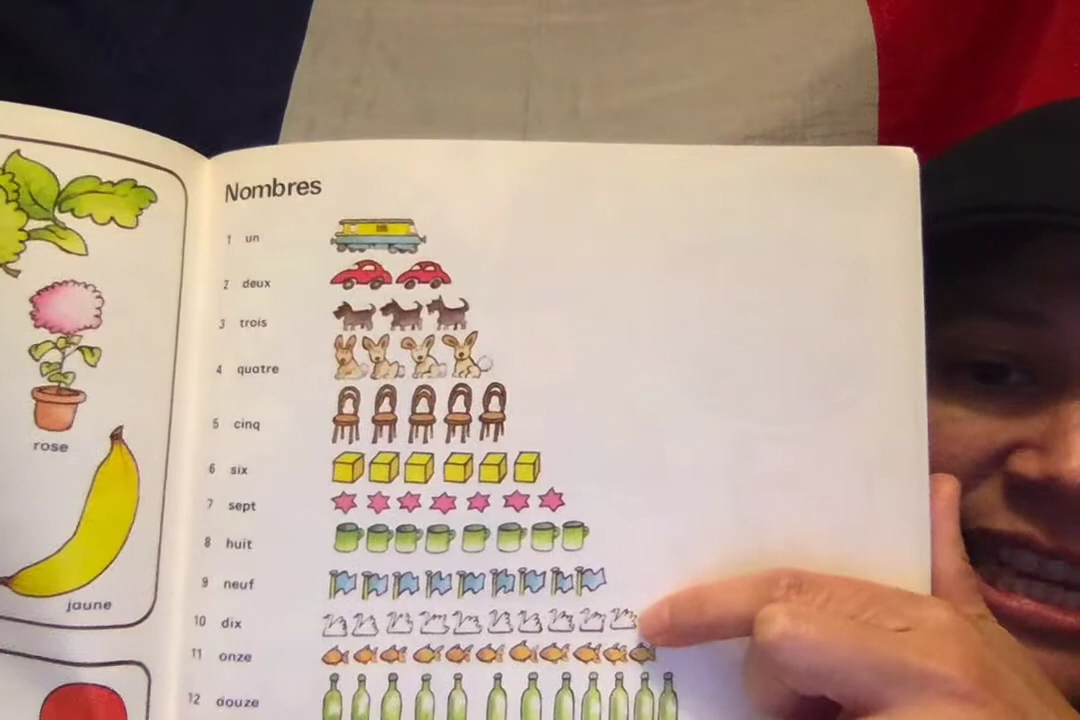 rose
jaune
Nombres
1 un
2 deux
3 trois
4 quatre
5 cinq
6 six
7 sept
8 huit
9 neuf
10 dix
11 onze
12 douze